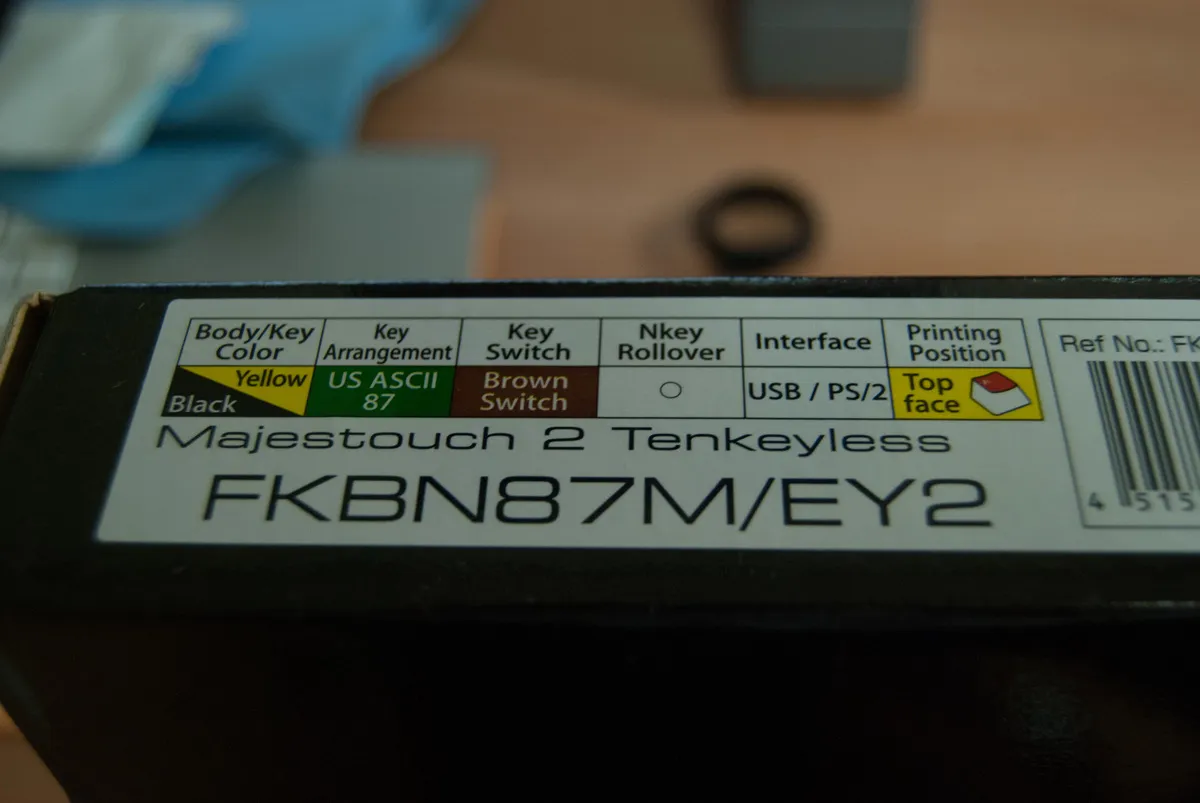 Body/Key Color
Key Arrangement
Key Switch
Nkey Rollover
Interface
Printing Position
Ref No.: FK
Yellow
Black
US ASCII 87
Brown Switch
○
USB / PS/2
Top face
Majestouch 2 Tenkeyless
FKBN87M/EY2
4 515